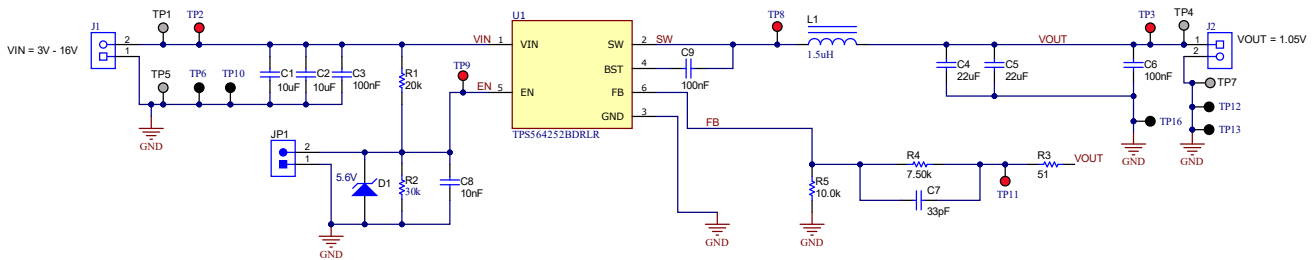 VIN = 3V - 16V
J1
2
1
TP1
TP2
TP5
TP6
TP10
GND
C1
10uF
C2
10uF
C3
100nF
R1
20k
VIN
TP9
EN
JP1
2
1
GND
5.6V
D1
R2
30k
C8
10nF
U1
1
VIN
5
EN
SW
2
BST
4
FB
6
GND
3
TPS564252BDRLR
SW
C9
100nF
TP8
L1
1.5uH
FB
GND
R5
10.0k
GND
R4
7.50k
C7
33pF
TP11
R3
51
VOUT
C4
22uF
C5
22uF
VOUT
C6
100nF
TP16
GND
TP3
TP4
J2
1
2
VOUT = 1.05V
TP7
TP12
TP13
GND